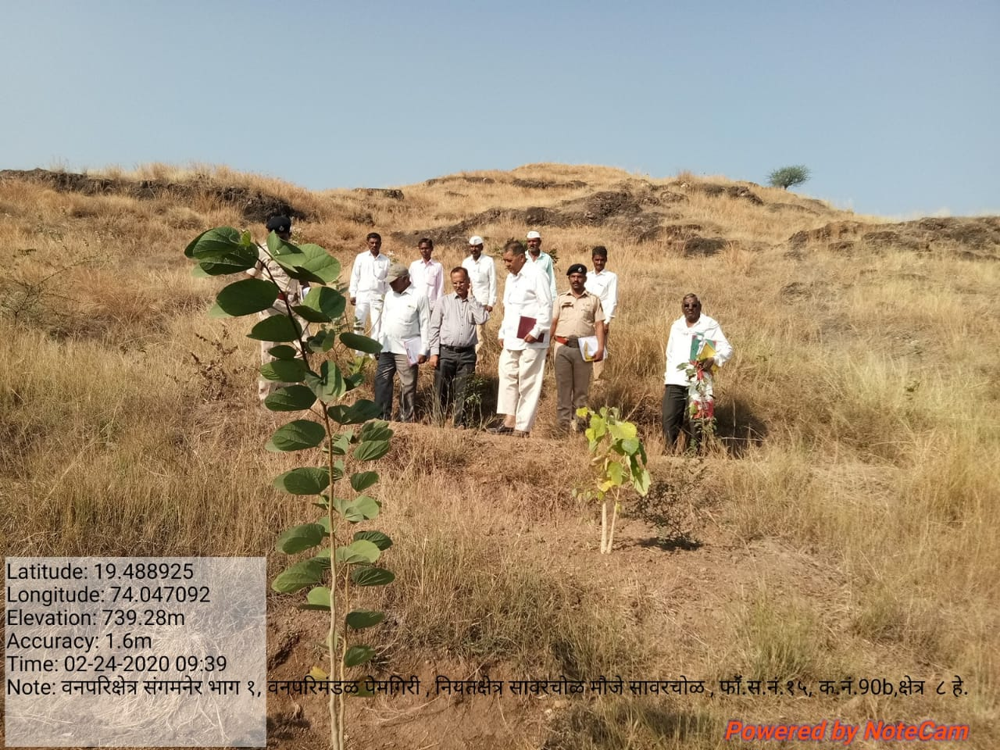 Latitude: 19.488925
Longitude: 74.047092
Elevation: 739.28m
Accuracy: 1.6m
Time: 02-24-2020 09:39
Note: वनपरिक्षेत्र संगमनेर भाग १, वनपरिमंडळ पेमगिरी , नियतक्षेत्र सावरचोळ मौजे सावरचोळ , फॉ.स.नं.१५, क.नं.90b,क्षेत्र ८ हे.
Powered by NoteCam